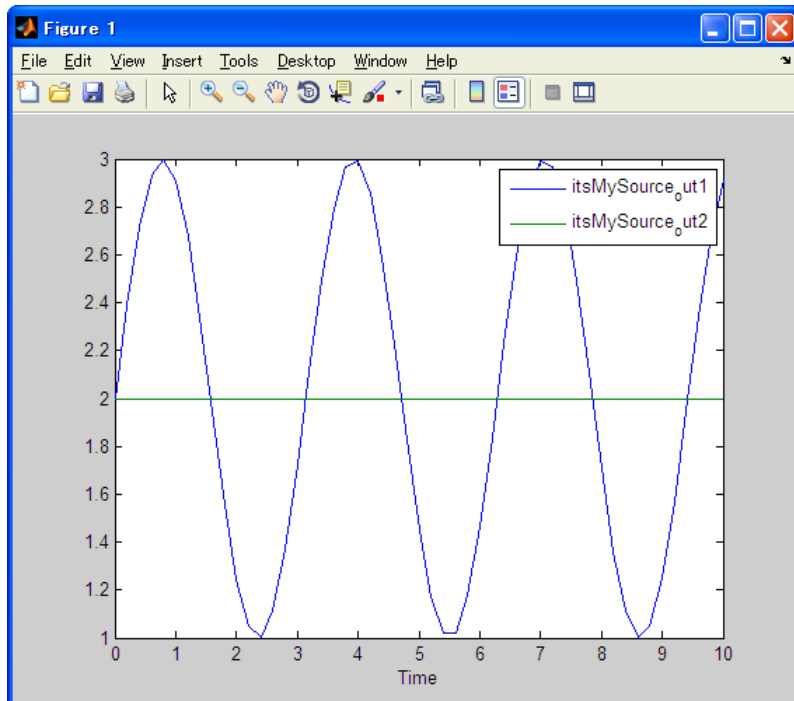 Figure 1
File Edit View Insert Tools Desktop Window Help
3
2.8
2.6
2.4
2.2
2
1.8
1.6
1.4
1.2
1
itsMySource_out1
itsMySource_out2
0 1 2 3 4 5 6 7 8 9 10
Time